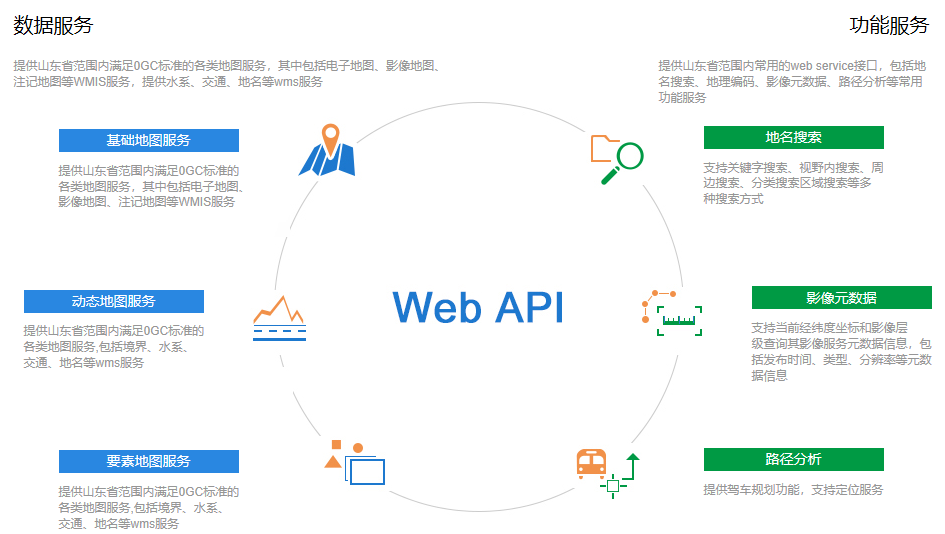 数据服务
功能服务
提供山东省范围内满足0GC标准的各类地图服务，其中包括电子地图、影像地图、
注记地图等WMIS服务，提供水系、交通、地名等wms服务
提供山东省范围内常用的web service接口，包括地
名搜索、地理编码、影像元数据、路径分析等常用
功能服务
基础地图服务
提供山东省范围内满足0GC标准的
各类地图服务，其中包括电子地图、
影像地图、注记地图等WMIS服务
地名搜索
支持关键字搜索、视野内搜索、周
边搜索、分类搜索区域搜索等多
种搜索方式
动态地图服务
提供山东省范围内满足0GC标准的
各类地图服务,包括境界、水系、
交通、地名等wms服务
Web API
影像元数据
支持当前经纬度坐标和影像层
级查询其影像服务元数据信息，包
括发布时间、类型、分辨率等元数
据信息
要素地图服务
提供山东省范围内满足0GC标准的
各类地图服务,包括境界、水系、
交通、地名等wms服务
路径分析
提供驾车规划功能，支持定位服务